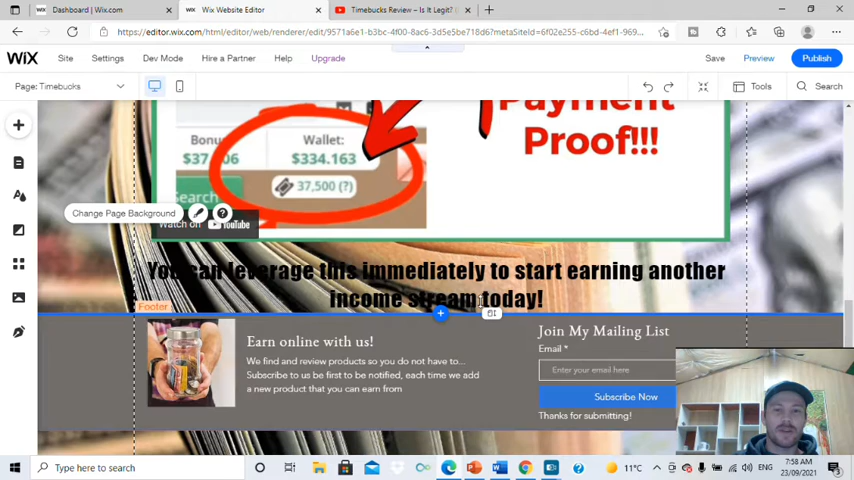 Dashboard | Wix.com
Wix Website Editor
Timebucks Review – Is It Legit? (
https://editor.wix.com/html/editor/web/renderer/edit/9571a6e1-b3bc-4f00-8ac6-3d5e5be718d6?metaSiteId=6f02e255-c6bd-4ef1-969...
WiX
Site
Settings
Dev Mode
Hire a Partner
Help
Upgrade
Save
Preview
Publish
Page: Timebucks
Tools
Search
Payment
Proof!!!
Wallet:
$334.163
37,500 (?)
Search
Change Page Background
?
Watch on YouTube
You can leverage this immediately to start earning another
income stream today!
Footer
Earn online with us!
We find and review products so you do not have to...
Subscribe to us be first to be notified, each time we add
a new product that you can earn from
Join My Mailing List
Email *
Enter your email here
Subscribe Now
Thanks for submitting!
Type here to search
11°C
ENG
7:58 AM
23/09/2021